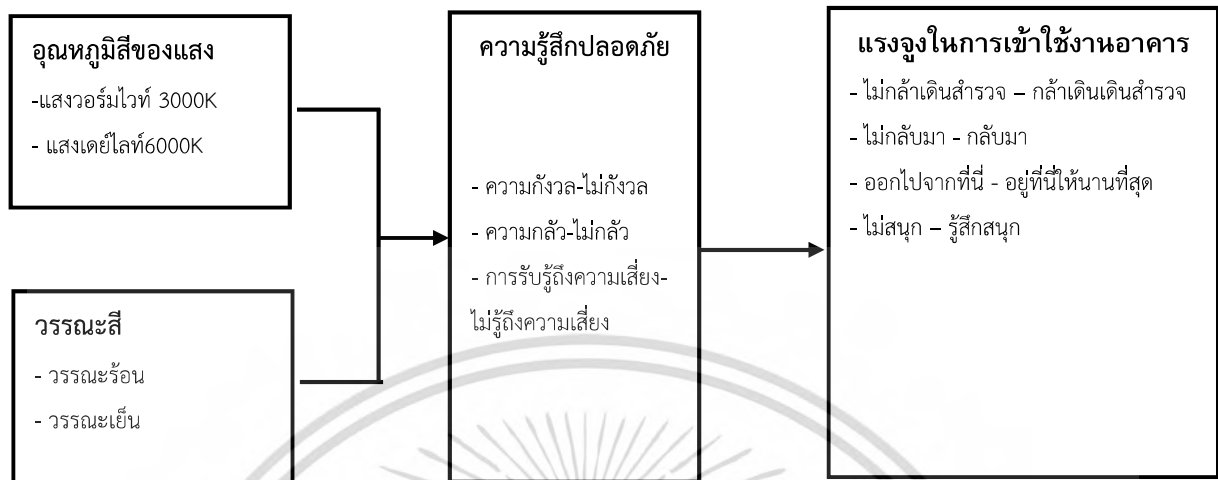 อุณหภูมิสีของแสง
-แสงวอร์มไวท์ 3000K
- แสงเดย์ไลท์6000K
วรรณะสี
- วรรณะร้อน
- วรรณะเย็น
ความรู้สึกปลอดภัย
- ความกังวล-ไม่กังวล
- ความกลัว-ไม่กลัว
- การรับรู้ถึงความเสี่ยง-
ไม่รู้ถึงความเสี่ยง
แรงจูงในการเข้าใช้งานอาคาร
- ไม่กล้าเดินสำรวจ – กล้าเดินเดินสำรวจ
- ไม่กลับมา - กลับมา
- ออกไปจากที่นี่ - อยู่ที่นี่ให้นานที่สุด
- ไม่สนุก – รู้สึกสนุก